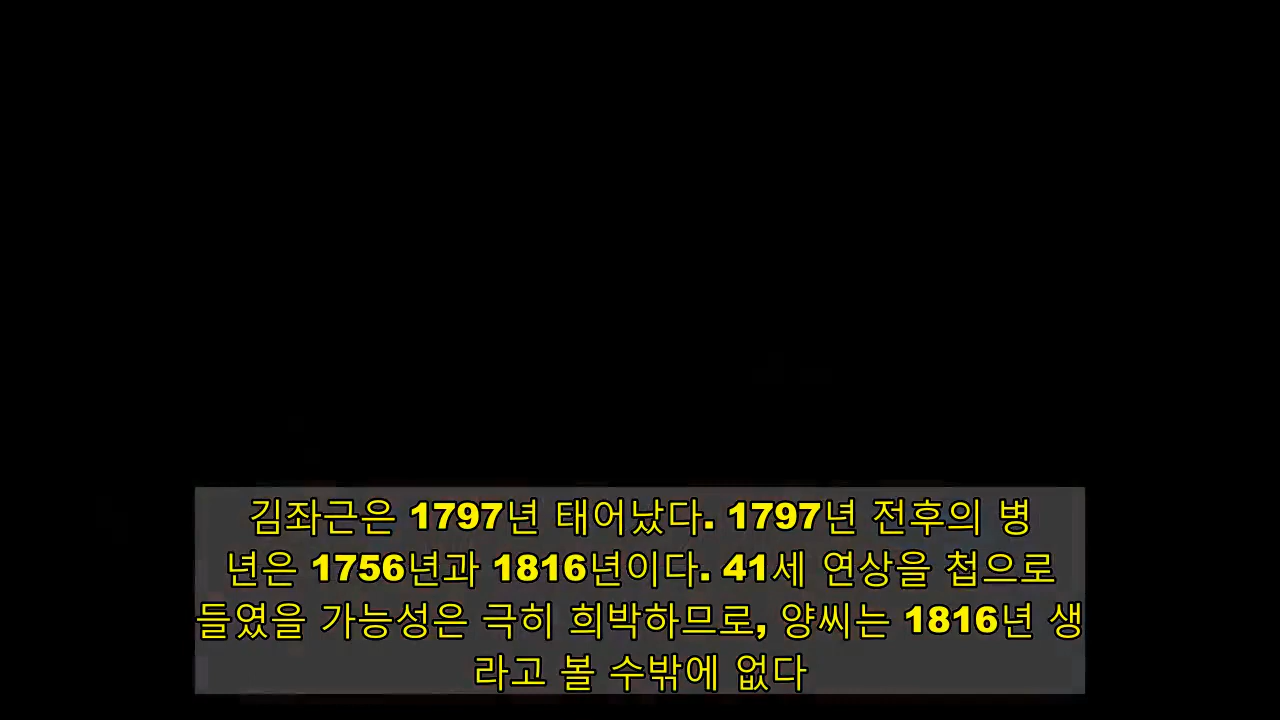 김좌근은 1797년 태어났다. 1797년 전후의 병
년은 1756년과 1816년이다. 41세 연상을 첩으로
들였을 가능성은 극히 희박하므로, 양씨는 1816년 생
라고 볼 수밖에 없다